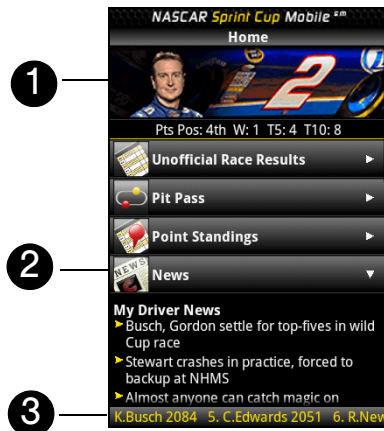 NASCAR Sprint Cup Mobile SM
Home
1
2
Pts Pos: 4th W: 1 T5: 4 T10: 8
Unofficial Race Results
Pit Pass
Point Standings
2
NEWS
News
My Driver News
Busch, Gordon settle for top-fives in wild
Cup race
Stewart crashes in practice, forced to
backup at NHMS
Almost anyone can catch magic on
3
K.Busch 2084 5. C.Edwards 2051 6. R.New